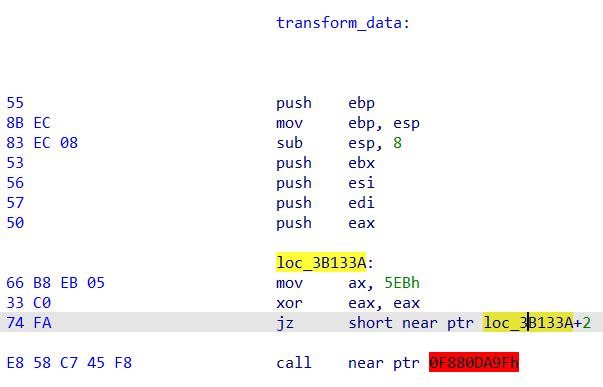 transform_data:
55 push ebp
8B EC mov ebp, esp
83 EC 08 sub esp, 8
53 push ebx
56 push esi
57 push edi
50 push eax
loc_3B133A:
66 B8 EB 05 mov ax, 5EBh
33 C0 xor eax, eax
74 FA jz short near ptr loc_3B133A+2
E8 58 C7 45 F8 call near ptr 0F880DA9Fh